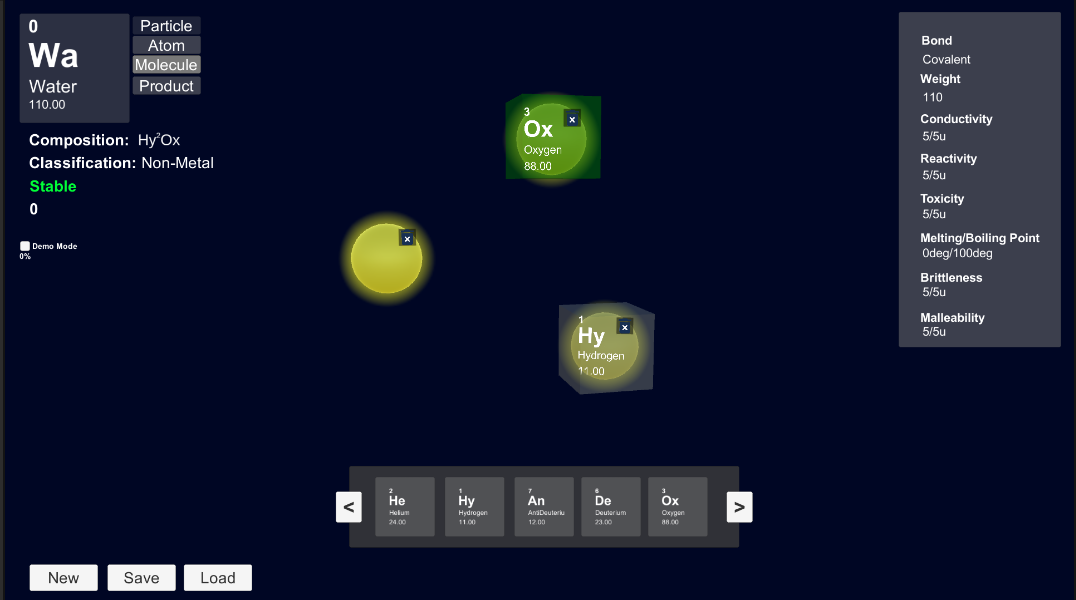 0
Wa
Water
110.00
Particle
Atom
Molecule
Product
Composition: Hy²Ox
Classification: Non-Metal
Stable
0
Demo Mode
0%
3
Ox
Oxygen
88.00
x
x
1
Hy
Hydrogen
11.00
x
Bond
Covalent
Weight
110
Conductivity
5/5u
Reactivity
5/5u
Toxicity
5/5u
Melting/Boiling Point
0deg/100deg
Brittleness
5/5u
Malleability
5/5u
<
2
He
Helium
24.00
1
Hy
Hydrogen
11.00
7
An
AntiDeuteriu
12.00
6
De
Deuterium
23.00
3
Ox
Oxygen
88.00
>
New
Save
Load